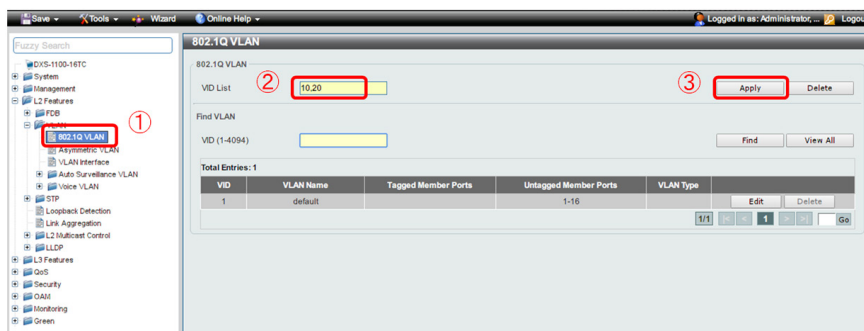 Save Tools Wizard Online Help Logged in as: Administrator, ... Logou
Fuzzy Search
DXS-1100-16TC
System
Management
L2 Features
FDB
VLAN
802.1Q VLAN
Asymmetric VLAN
VLAN Interface
Auto Surveillance VLAN
Voice VLAN
STP
Loopback Detection
Link Aggregation
L2 Multicast Control
LLDP
L3 Features
QoS
Security
OAM
Monitoring
Green
①
802.1Q VLAN
802.1Q VLAN
VID List ② 10,20 ③ Apply Delete
Find VLAN
VID (1-4094) Find View All
Total Entries: 1
VID VLAN Name Tagged Member Ports Untagged Member Ports VLAN Type
1 default 1-16 Edit Delete
1/1 |< < 1 > >| Go